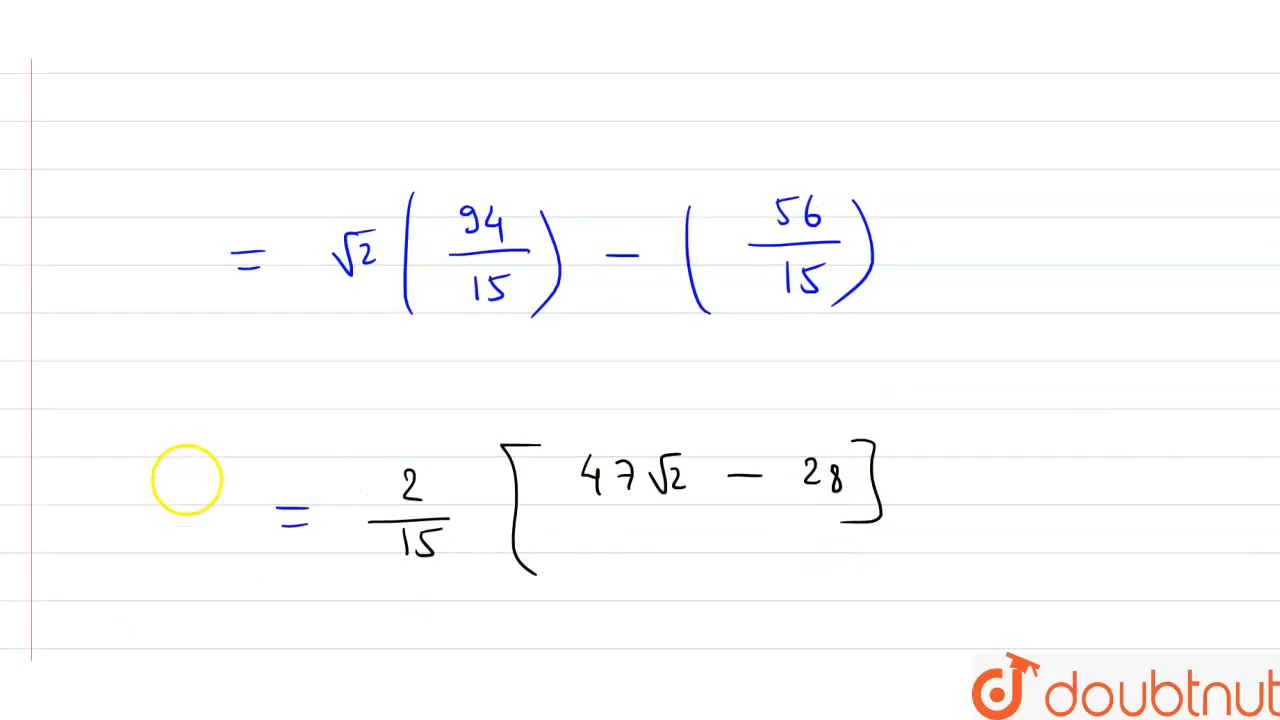 = √2 ( 94/15 ) - ( 56/15 )
= 2/15 [ 47√2 - 28 ]
doubtnut